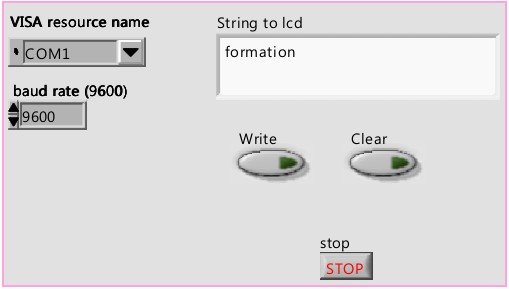 VISA resource name
COM1
baud rate (9600)
9600
String to lcd
formation
Write
Clear
stop
STOP